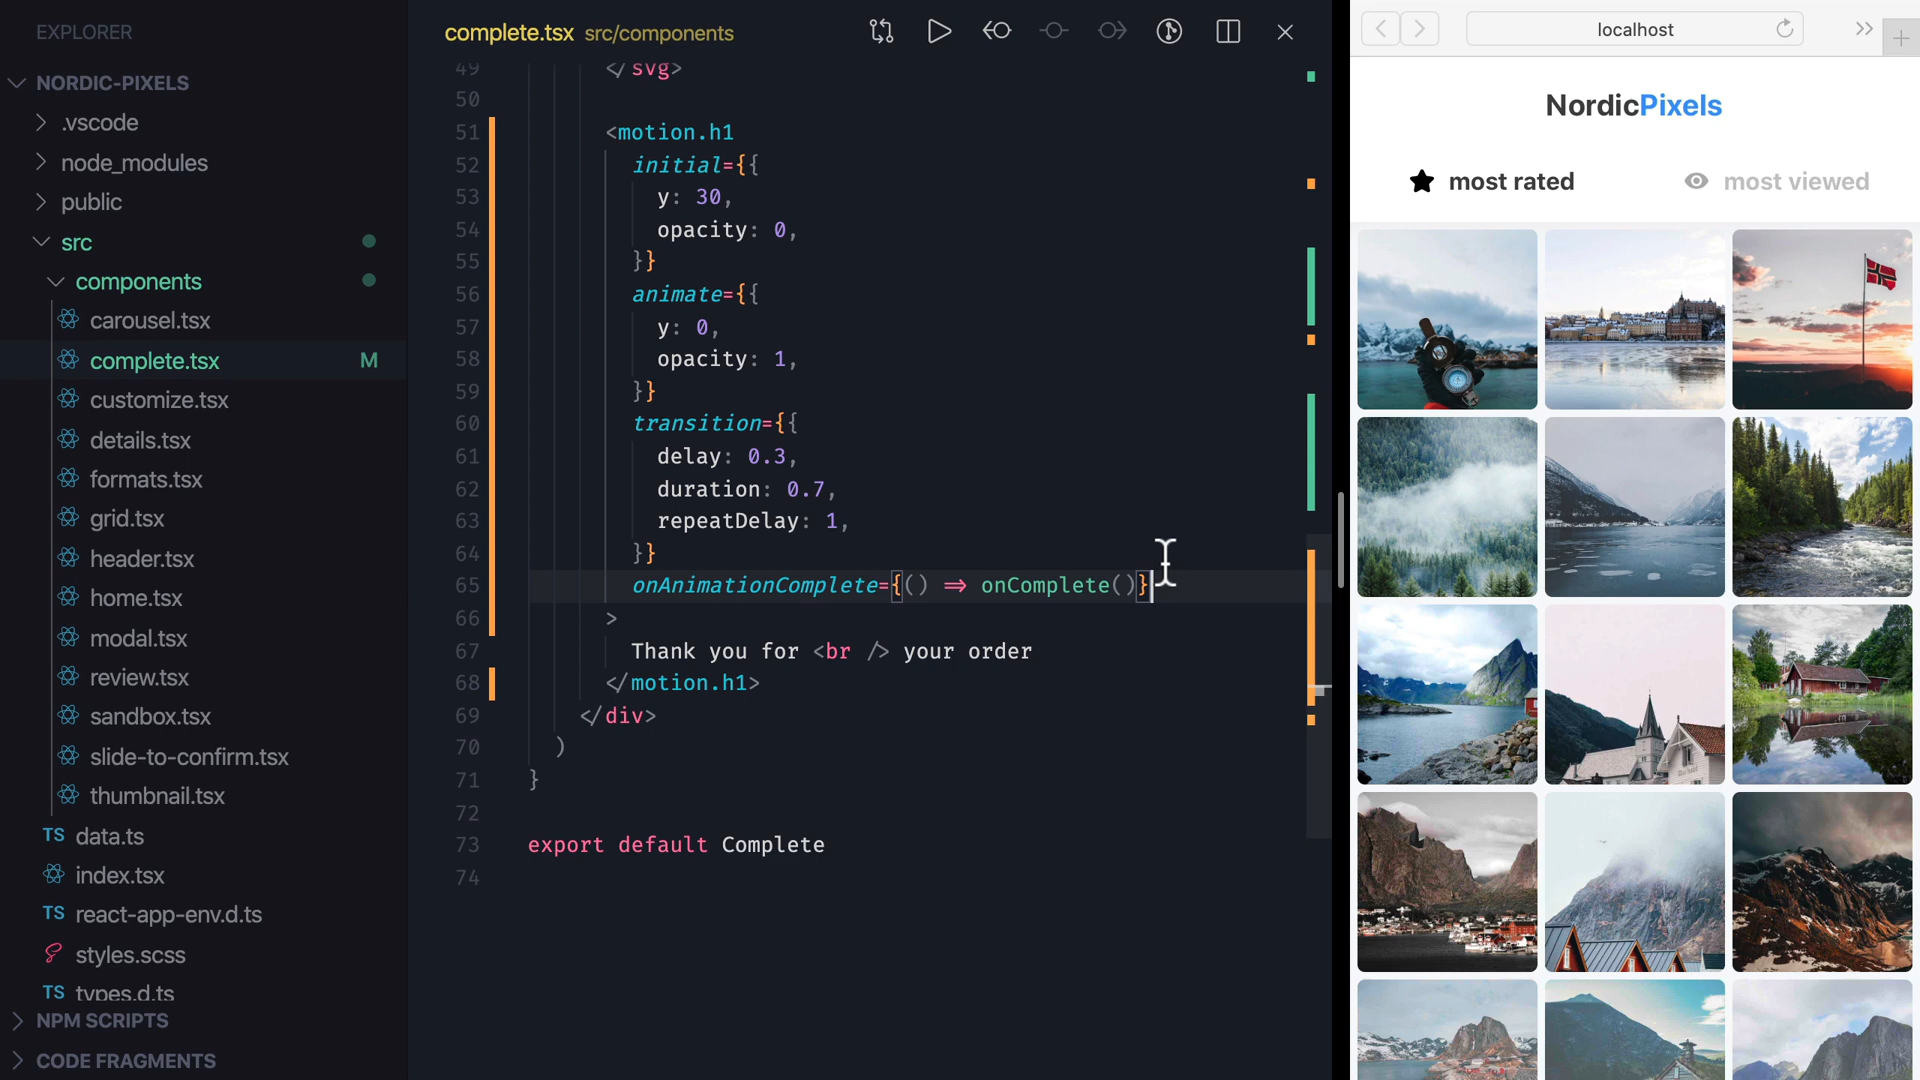 EXPLORER
NORDIC-PIXELS
.vscode
node_modules
public
src
components
carousel.tsx
complete.tsx M
customize.tsx
details.tsx
formats.tsx
grid.tsx
header.tsx
home.tsx
modal.tsx
review.tsx
sandbox.tsx
slide-to-confirm.tsx
thumbnail.tsx
TS data.ts
index.tsx
TS react-app-env.d.ts
styles.scss
TS types.d.ts
NPM SCRIPTS
CODE FRAGMENTS
complete.tsx src/components
49 </svg>
50
51 <motion.h1
52 initial={{
53 y: 30,
54 opacity: 0,
55 }}
56 animate={{
57 y: 0,
58 opacity: 1,
59 }}
60 transition={{
61 delay: 0.3,
62 duration: 0.7,
63 repeatDelay: 1,
64 }}
65 onAnimationComplete={() => onComplete()}
66 >
67 Thank you for <br /> your order
68 </motion.h1>
69 </div>
70 )
71 }
72
73 export default Complete
74
localhost
NordicPixels
most rated
most viewed